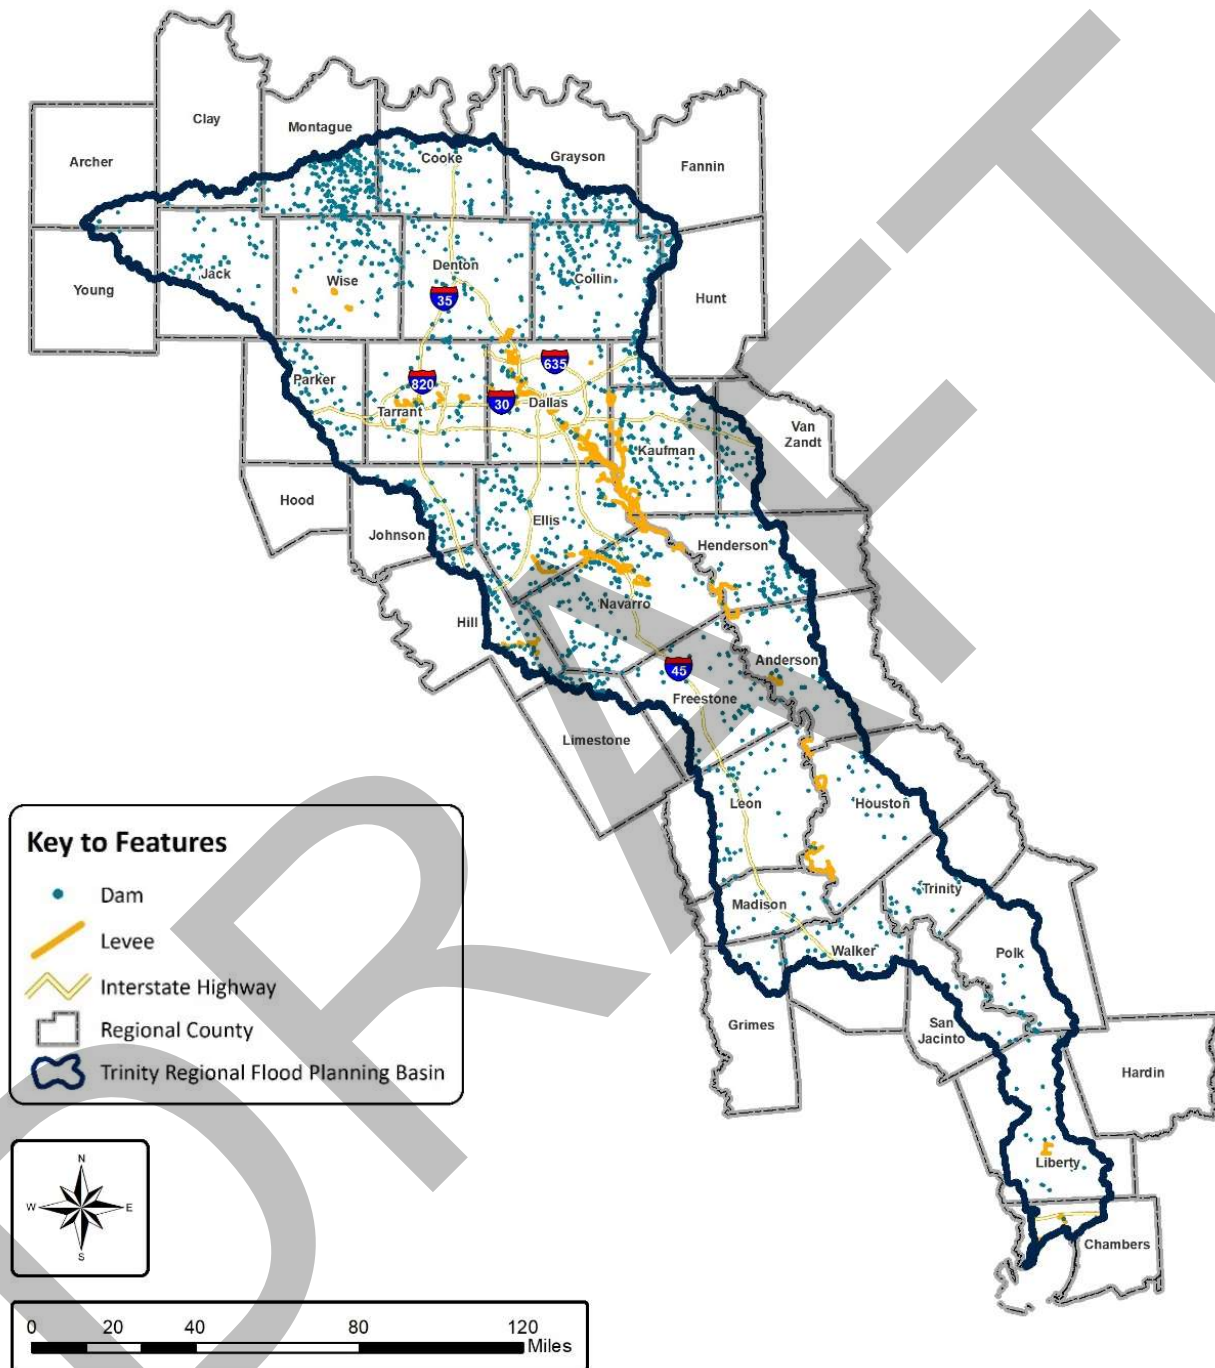 Clay
Montague
Cooke
Grayson
Archer
Fannin
Jack
Wise
Denton
Collin
Young
Hunt
35
635
820
30
Parker
Tarrant
Dallas
Van
Zandt
Kaufman
Hood
Ellis
Johnson
Henderson
Navarro
Hill
Anderson
45
Freestone
Limestone
Leon
Houston
Trinity
Madison
Walker
Polk
Grimes
San
Jacinto
Hardin
Liberty
Chambers
Key to Features
Dam
Levee
Interstate Highway
Regional County
Trinity Regional Flood Planning Basin
N
W E
S
0 20 40 80 120
Miles
DRAFT